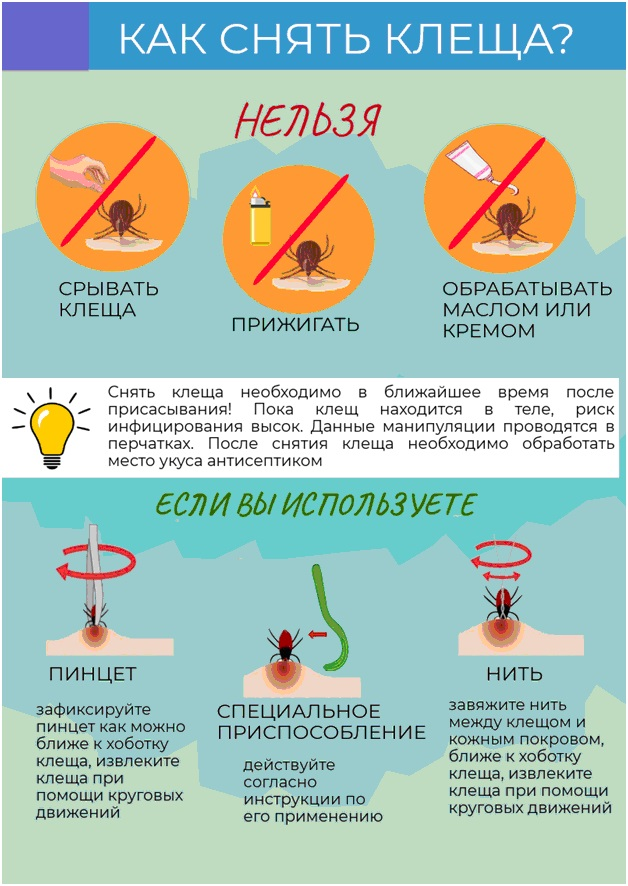 КАК СНЯТЬ КЛЕЩА?
НЕЛЬЗЯ
СРЫВАТЬ
КЛЕЩА
ПРИЖИГАТЬ
ОБРАБАТЫВАТЬ
МАСЛОМ ИЛИ
КРЕМОМ
Снять клеща необходимо в ближайшее время после
присасывания! Пока клещ находится в теле, риск
инфицирования высок. Данные манипуляции проводятся в
перчатках. После снятия клеща необходимо обработать
место укуса антисептиком
ЕСЛИ ВЫ ИСПОЛЬЗУЕТЕ
ПИНЦЕТ
зафиксируйте
пинцет как можно
ближе к хоботку
клеща, извлеките
клеща при
помощи круговых
движений
СПЕЦИАЛЬНОЕ
ПРИСПОСОБЛЕНИЕ
действуйте
согласно
инструкции по
его применению
НИТЬ
завяжите нить
между клещом и
кожным покровом,
ближе к хоботку
клеща, извлеките
клеща при помощи
круговых движений